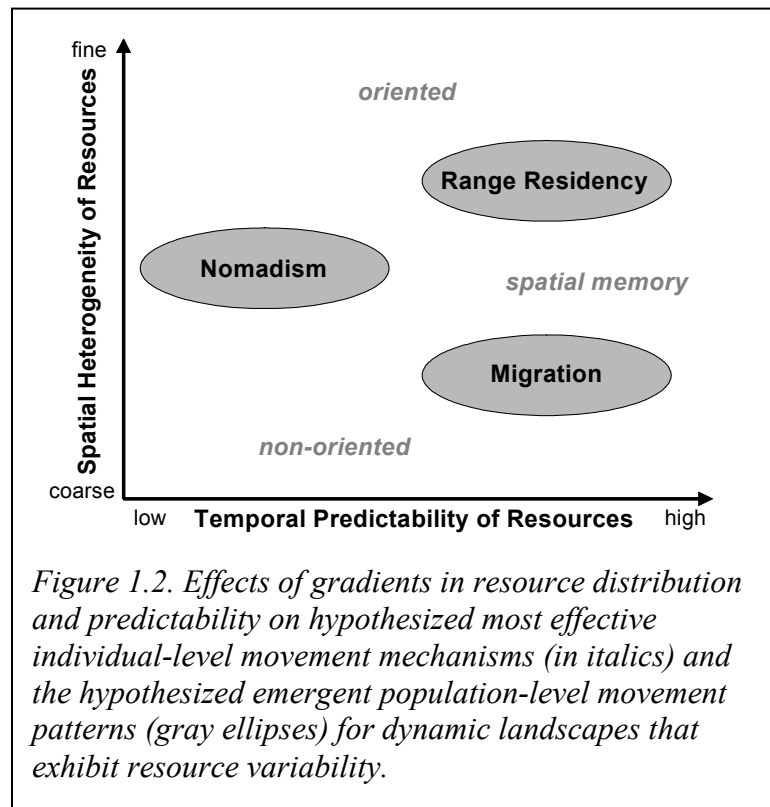 fine
Spatial Heterogeneity of Resources
oriented
Range Residency
Nomadism
spatial memory
Migration
non-oriented
coarse
low Temporal Predictability of Resources high
Figure 1.2. Effects of gradients in resource distribution
and predictability on hypothesized most effective
individual-level movement mechanisms (in italics) and
the hypothesized emergent population-level movement
patterns (gray ellipses) for dynamic landscapes that
exhibit resource variability.